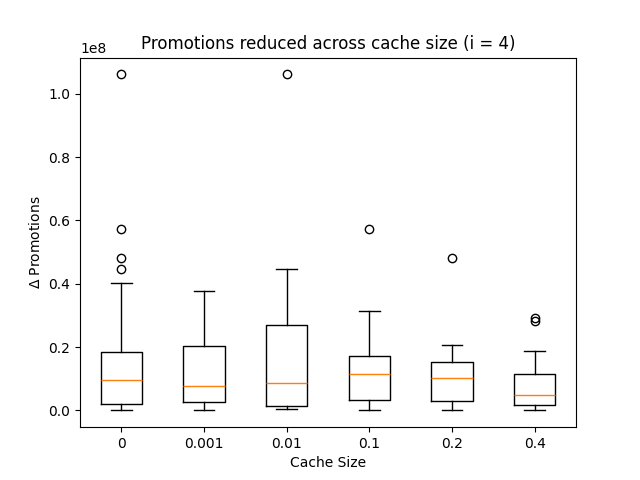 Promotions reduced across cache size (i = 4)
1e8
1.0
0.8
0.6
0.4
0.2
0.0
Δ Promotions
0 0.001 0.01 0.1 0.2 0.4
Cache Size